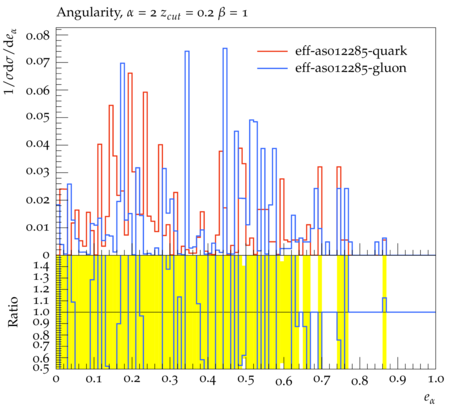 Angularity, α = 2 z_cut = 0.2 β = 1
1/σdσ/de_α
eff-as012285-quark
eff-as012285-gluon
0.08
0.07
0.06
0.05
0.04
0.03
0.02
0.01
0
Ratio
1.4
1.3
1.2
1.1
1.0
0.9
0.8
0.7
0.6
0.5
0 0.1 0.2 0.3 0.4 0.5 0.6 0.7 0.8 0.9 1.0
e_α